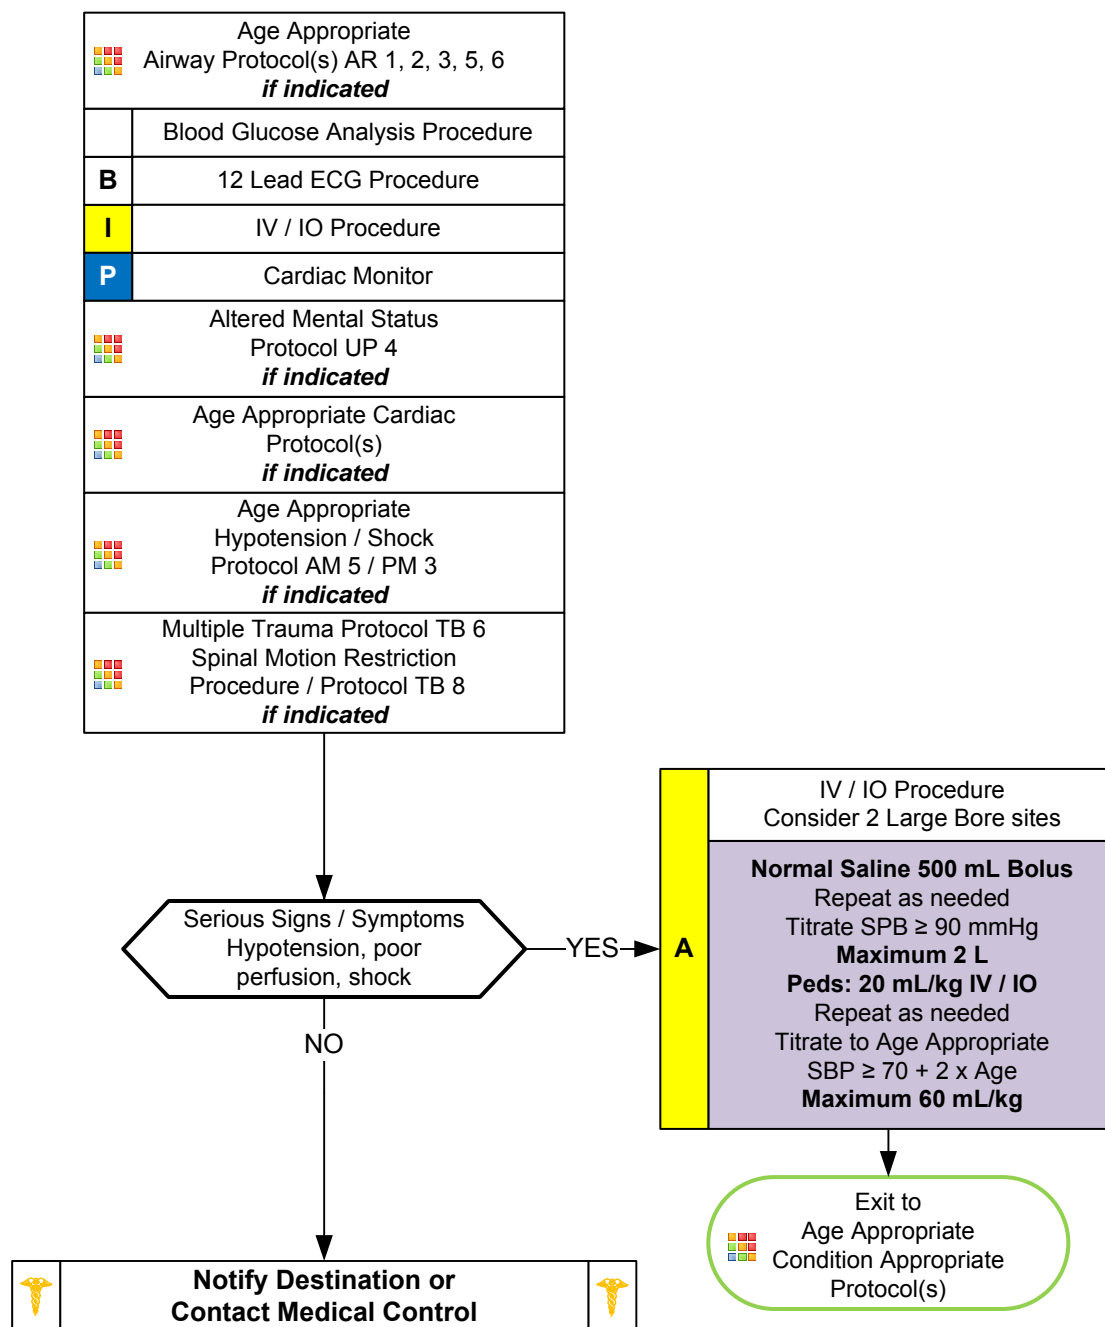 Age Appropriate
Airway Protocol(s) AR 1, 2, 3, 5, 6
if indicated
Blood Glucose Analysis Procedure
B 12 Lead ECG Procedure
I IV / IO Procedure
P Cardiac Monitor
Altered Mental Status
Protocol UP 4
if indicated
Age Appropriate Cardiac
Protocol(s)
if indicated
Age Appropriate
Hypotension / Shock
Protocol AM 5 / PM 3
if indicated
Multiple Trauma Protocol TB 6
Spinal Motion Restriction
Procedure / Protocol TB 8
if indicated
Serious Signs / Symptoms
Hypotension, poor
perfusion, shock
YES
NO
A
IV / IO Procedure
Consider 2 Large Bore sites
Normal Saline 500 mL Bolus
Repeat as needed
Titrate SPB ≥ 90 mmHg
Maximum 2 L
Peds: 20 mL/kg IV / IO
Repeat as needed
Titrate to Age Appropriate
SBP ≥ 70 + 2 x Age
Maximum 60 mL/kg
Exit to
Age Appropriate
Condition Appropriate
Protocol(s)
Notify Destination or
Contact Medical Control